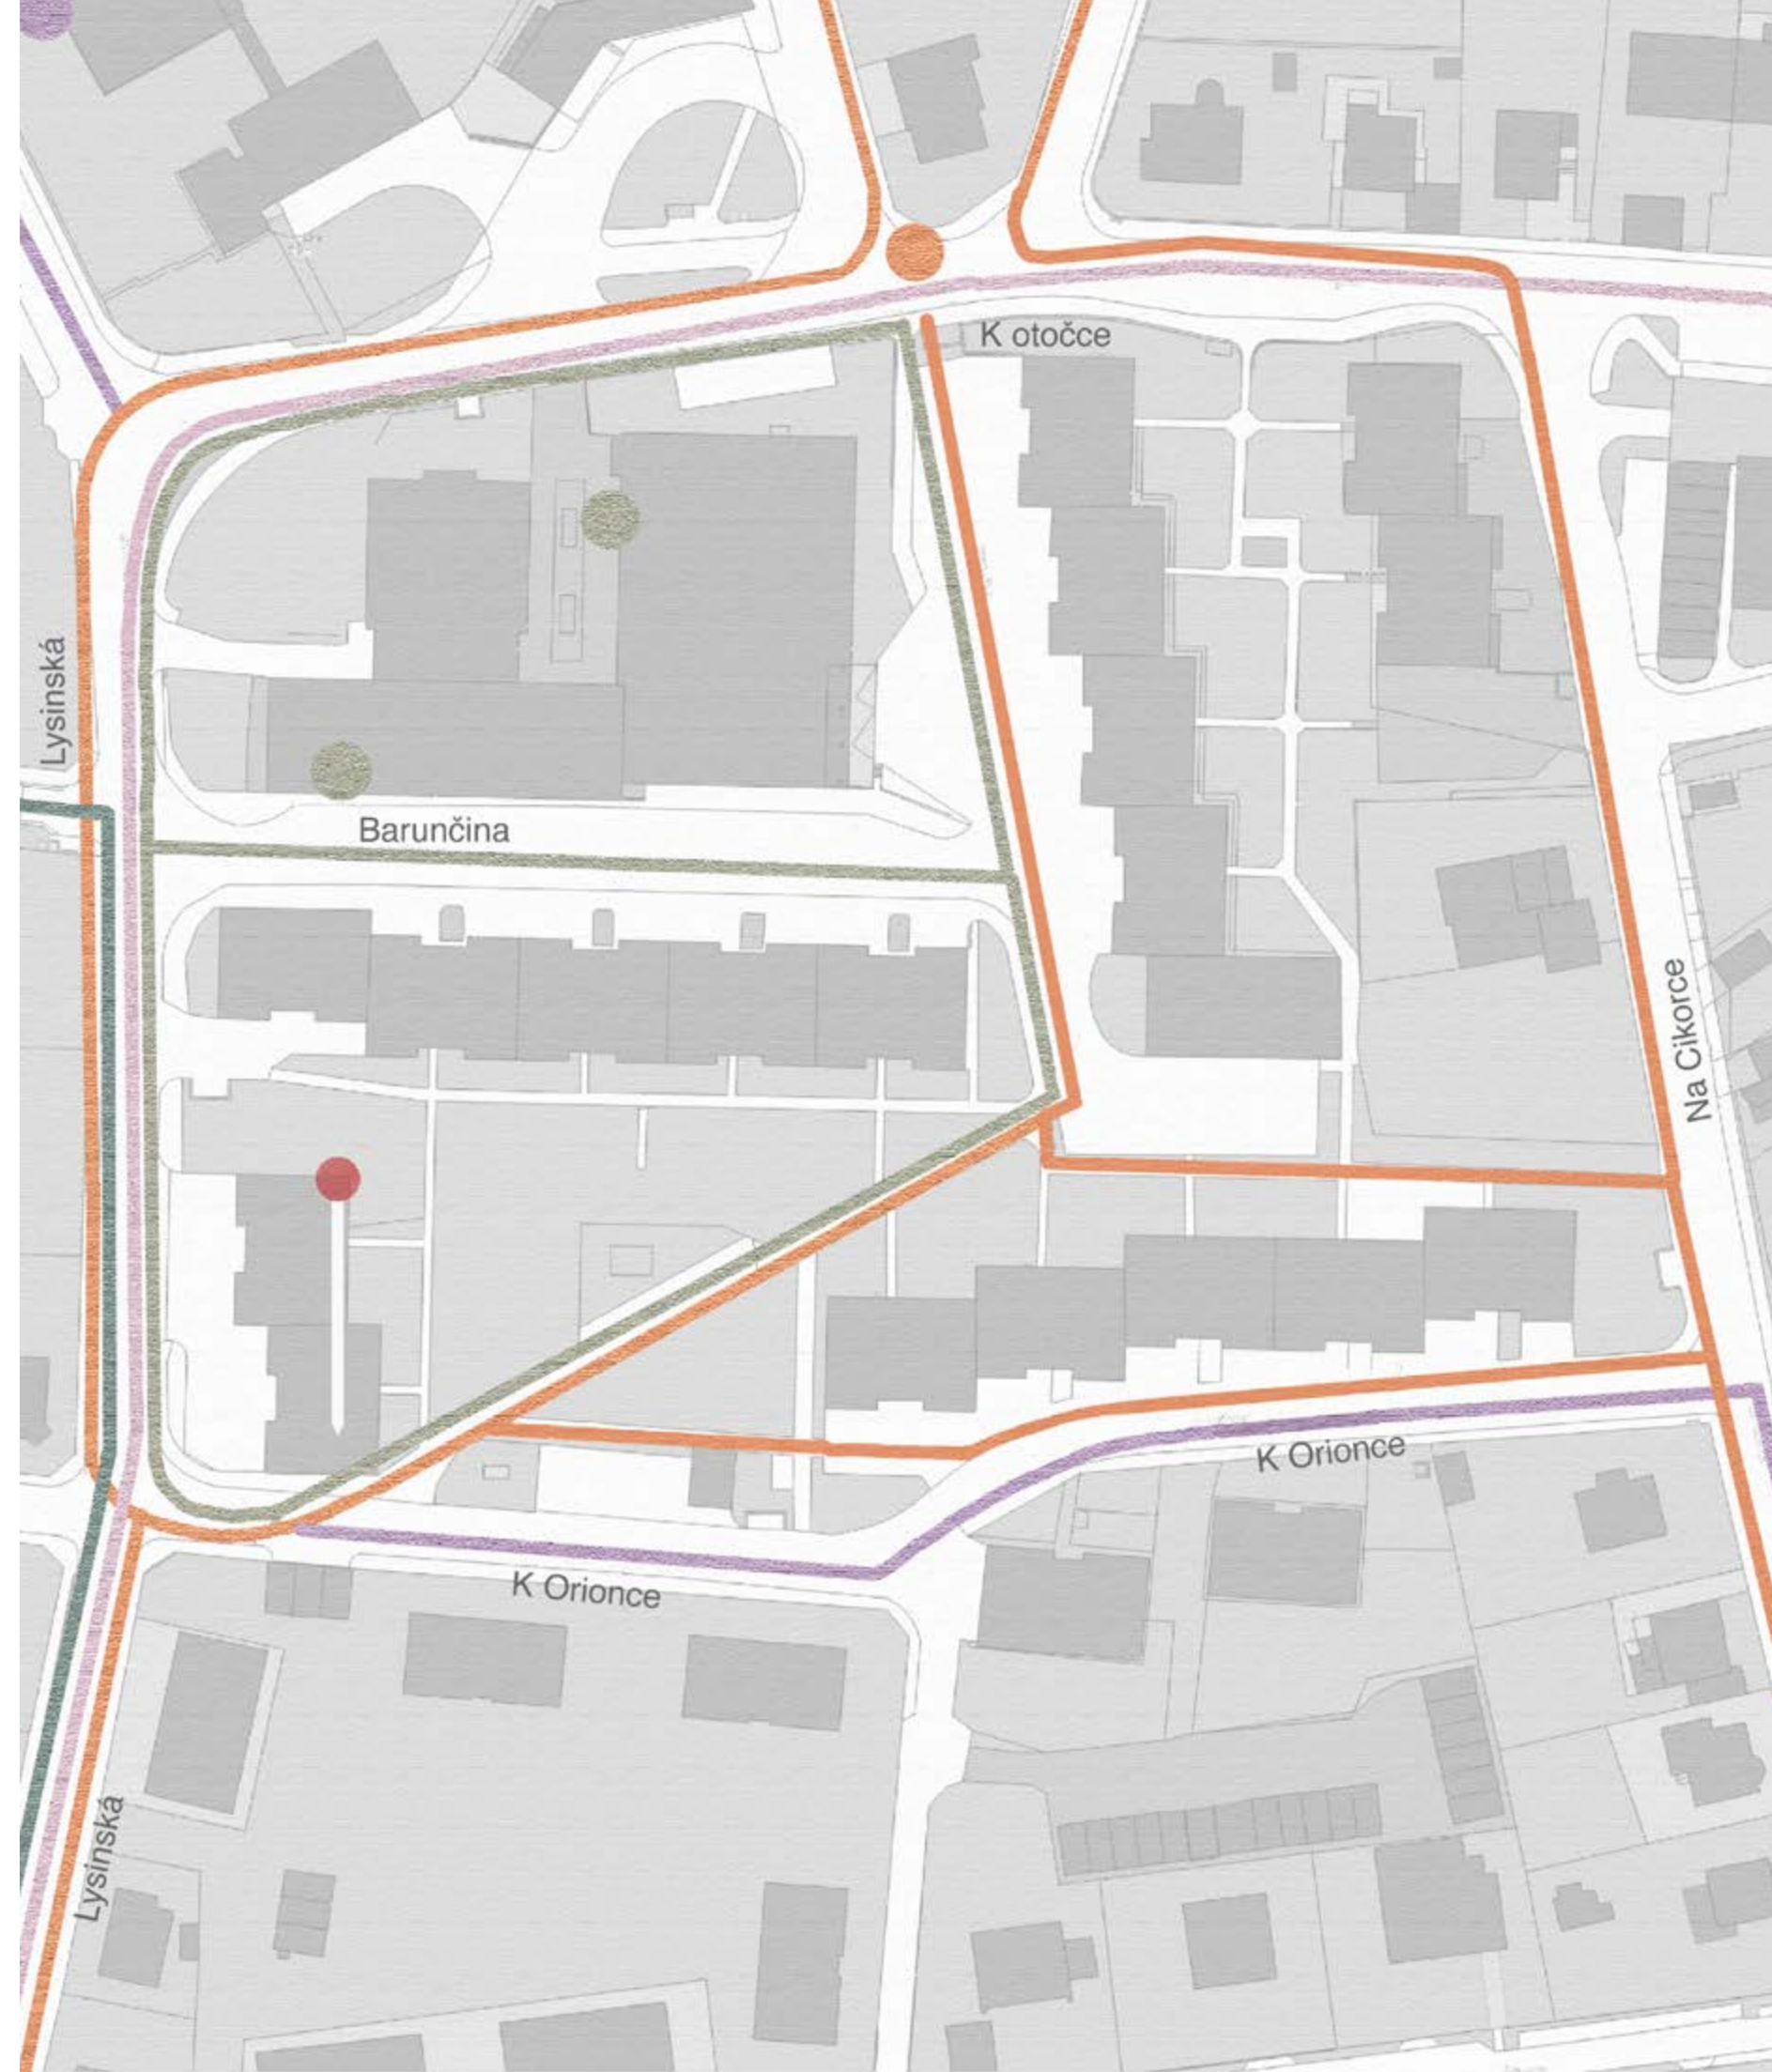 K otočce
Lysinská
Barunčina
Na Cikorce
K Orionce
K Orionce
Lysinská